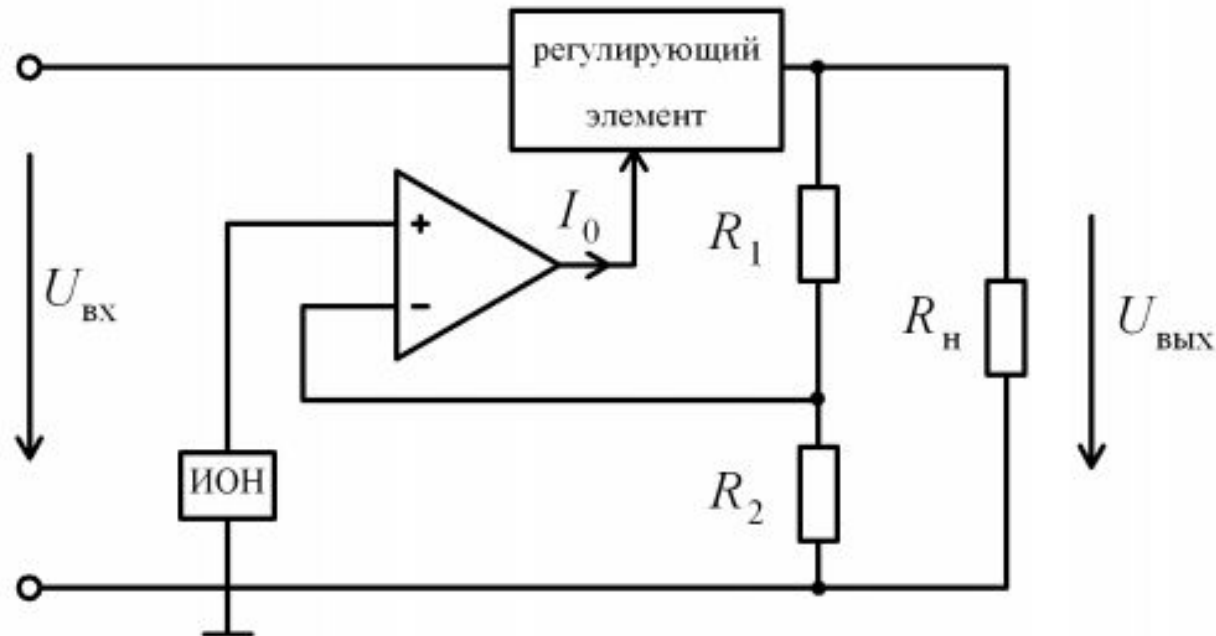 регулирующий
элемент
+
I₀
R₁
Uвх
−
Rн
Uвых
ИОН
R₂